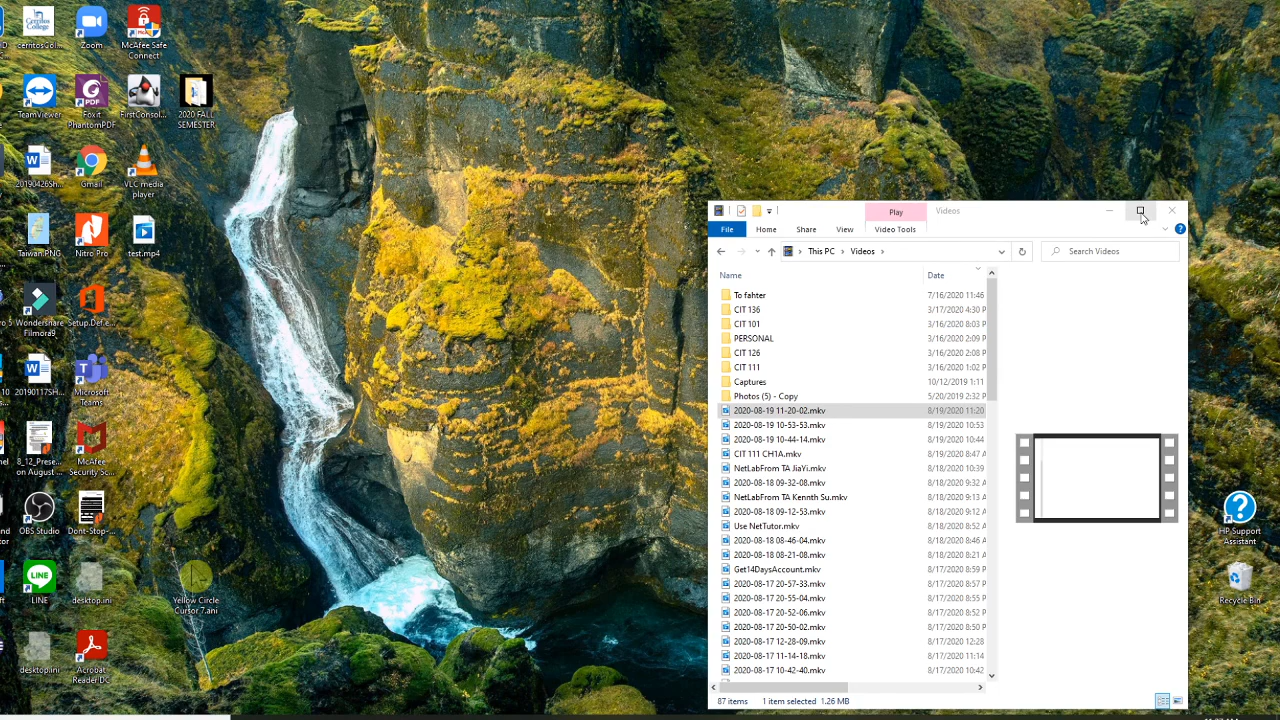 cerritosCol...
Zoom
McAfee Safe
Connect
TeamViewer
Foxit
PhantomPDF
FirstConsol...
2020 FALL
SEMESTER
20190426Sh...
Gmail
VLC media
player
Taiwan.PNG
Nitro Pro
test.mp4
Wondershare
Filmora9
Setup.Def.e...
20190117SH...
Microsoft
Teams
8_12_Prese...
on August ...
McAfee
Security Sc...
OBS Studio
Dont-Stop-...
LINE
desktop.ini
Yellow Circle
Cursor 7.ani
desktop.ini
Acrobat
Reader DC
HP Support
Assistant
Recycle Bin
Play
Videos
File
Home
Share
View
Video Tools
This PC
Videos
Search Videos
Name
Date
To fahter 7/16/2020 11:46
CIT 136 3/17/2020 4:30 P
CIT 101 3/16/2020 8:03 P
PERSONAL 3/16/2020 2:09 P
CIT 126 3/16/2020 2:08 P
CIT 111 3/16/2020 1:02 P
Captures 10/12/2019 1:11
Photos (5) - Copy 5/20/2019 2:32 P
2020-08-19 11-20-02.mkv 8/19/2020 11:20
2020-08-19 10-53-53.mkv 8/19/2020 10:53
2020-08-19 10-44-14.mkv 8/19/2020 10:44
CIT 111 CH1A.mkv 8/19/2020 8:47 A
NetLabFrom TA JiaYi.mkv 8/18/2020 10:39
2020-08-18 09-32-08.mkv 8/18/2020 9:32 A
NetLabFrom TA Kennth Su.mkv 8/18/2020 9:13 A
2020-08-18 09-12-53.mkv 8/18/2020 9:12 A
Use NetTutor.mkv 8/18/2020 8:52 A
2020-08-18 08-46-04.mkv 8/18/2020 8:46 A
2020-08-18 08-21-08.mkv 8/18/2020 8:21 A
Get14DaysAccount.mkv 8/17/2020 8:59 P
2020-08-17 20-57-33.mkv 8/17/2020 8:57 P
2020-08-17 20-55-04.mkv 8/17/2020 8:55 P
2020-08-17 20-52-06.mkv 8/17/2020 8:52 P
2020-08-17 20-50-02.mkv 8/17/2020 8:50 P
2020-08-17 12-28-09.mkv 8/17/2020 12:28
2020-08-17 11-14-18.mkv 8/17/2020 11:14
2020-08-17 10-42-40.mkv 8/17/2020 10:42
87 items
1 item selected 1.26 MB